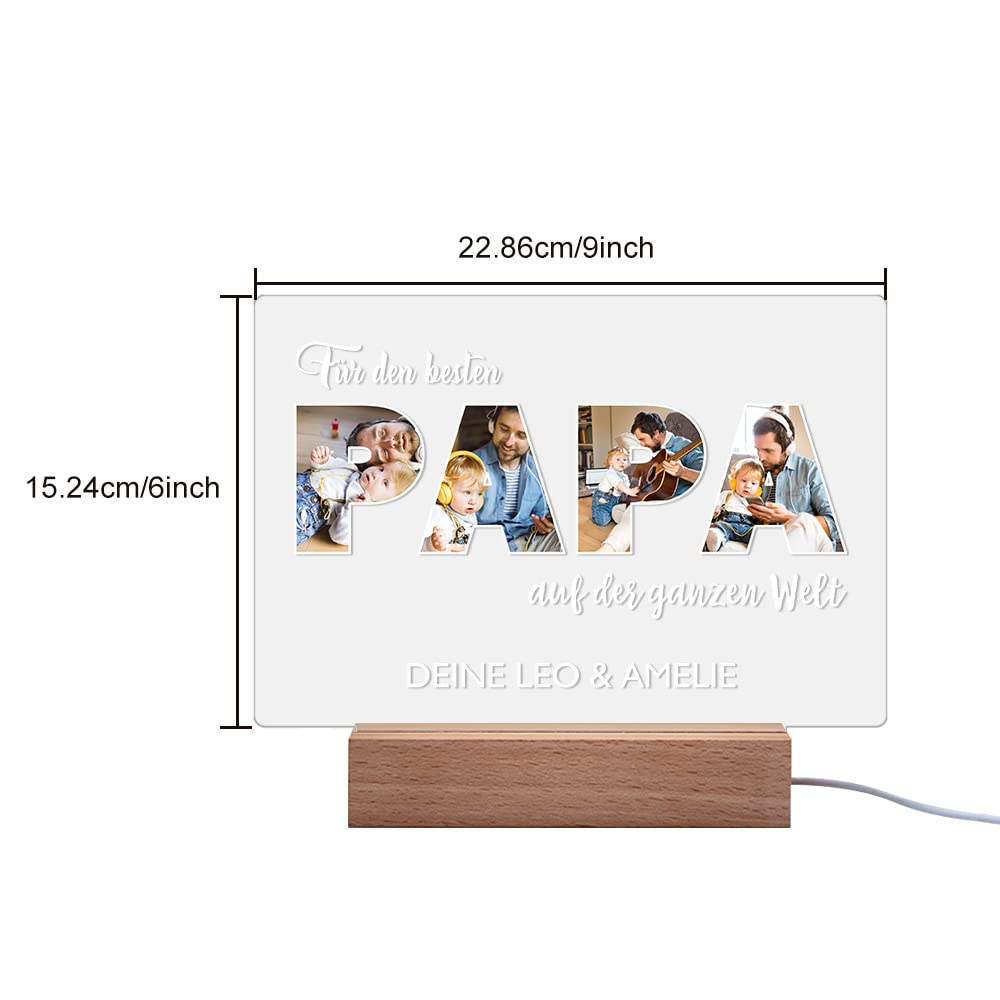 22.86cm/9inch
15.24cm/6inch
Für den besten
PAPA
auf der ganzen Welt
DEINE LEO & AMELIE